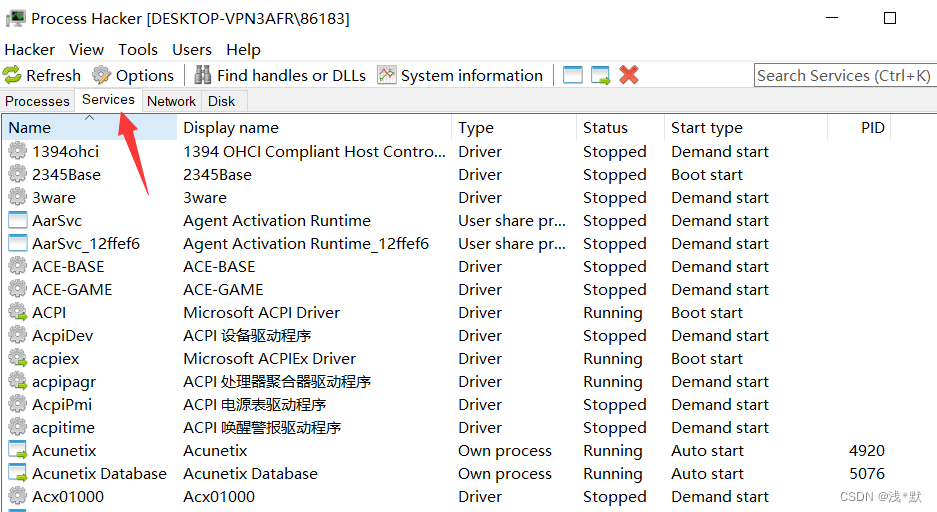 Process Hacker [DESKTOP-VPN3AFR\86183]
Hacker View Tools Users Help
Refresh Options Find handles or DLLs System information Search Services (Ctrl+K)
Processes Services Network Disk
Name Display name Type Status Start type PID
1394ohci 1394 OHCI Compliant Host Contro... Driver Stopped Demand start
2345Base 2345Base Driver Stopped Boot start
3ware 3ware Driver Stopped Demand start
AarSvc Agent Activation Runtime User share pr... Stopped Demand start
AarSvc_12ffef6 Agent Activation Runtime_12ffef6 User share pr... Stopped Demand start
ACE-BASE ACE-BASE Driver Stopped Demand start
ACE-GAME ACE-GAME Driver Stopped Demand start
ACPI Microsoft ACPI Driver Driver Running Boot start
AcpiDev ACPI 设备驱动程序 Driver Stopped Demand start
acpiex Microsoft ACPIEx Driver Driver Running Boot start
acpipagr ACPI 处理器聚合器驱动程序 Driver Running Demand start
AcpiPmi ACPI 电源表驱动程序 Driver Stopped Demand start
acpitime ACPI 唤醒警报驱动程序 Driver Stopped Demand start
Acunetix Acunetix Own process Running Auto start 4920
Acunetix Database Acunetix Database Own process Running Auto start 5076
Acx01000 Acx01000 Driver Stopped Demand start
CSDN @浅*默